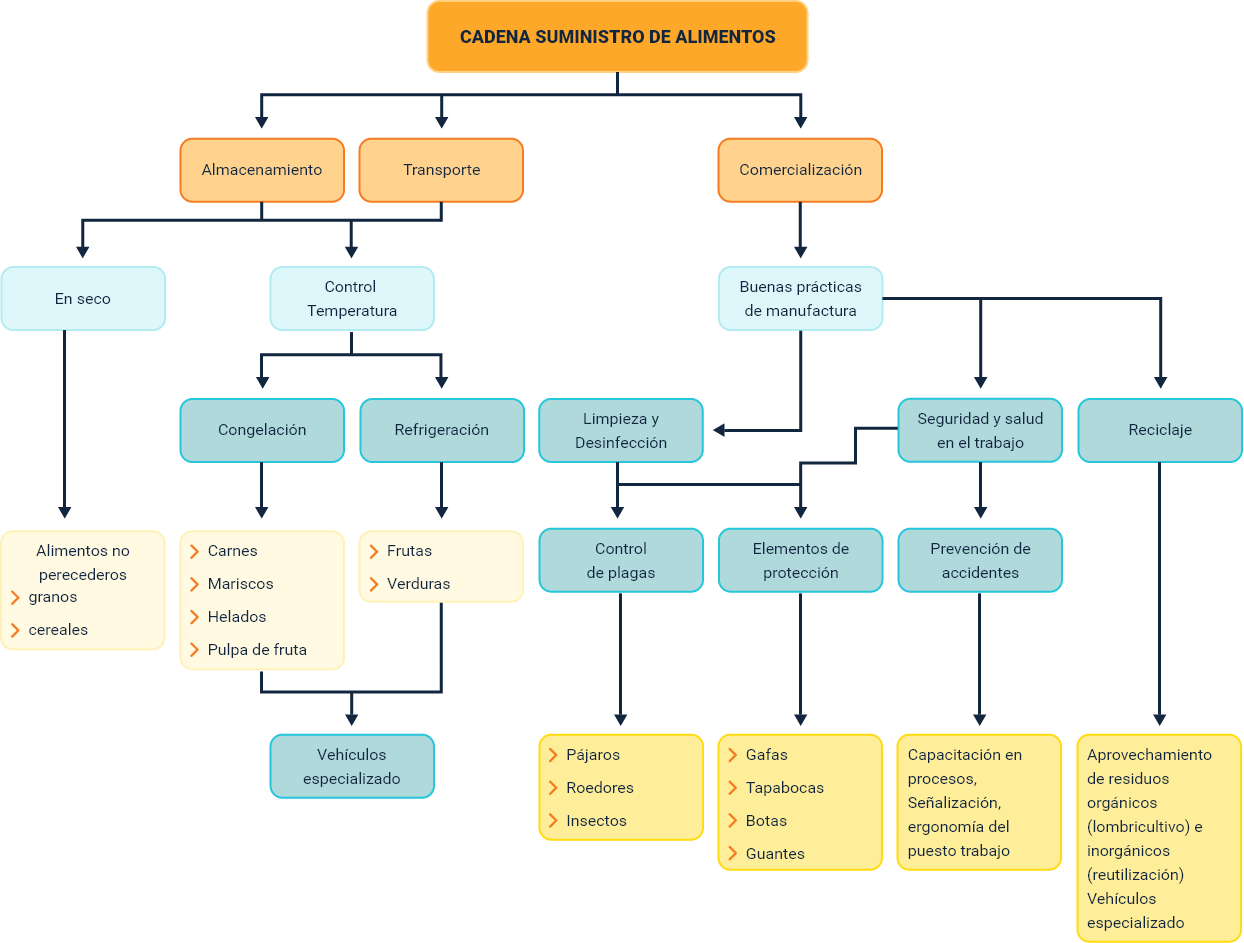 CADENA SUMINISTRO DE ALIMENTOS
Almacenamiento
Transporte
Comercialización
En seco
Control
Temperatura
Buenas prácticas
de manufactura
Congelación
Refrigeración
Limpieza y
Desinfección
Seguridad y salud
en el trabajo
Reciclaje
Alimentos no
perecederos
granos
cereales
Carnes
Mariscos
Helados
Pulpa de fruta
Frutas
Verduras
Control
de plagas
Elementos de
protección
Prevención de
accidentes
Vehículos
especializado
Pájaros
Roedores
Insectos
Gafas
Tapabocas
Botas
Guantes
Capacitación en
procesos,
Señalización,
ergonomía del
puesto trabajo
Aprovechamiento
de residuos
orgánicos
(lombricultivo) e
inorgánicos
(reutilización)
Vehículos
especializado